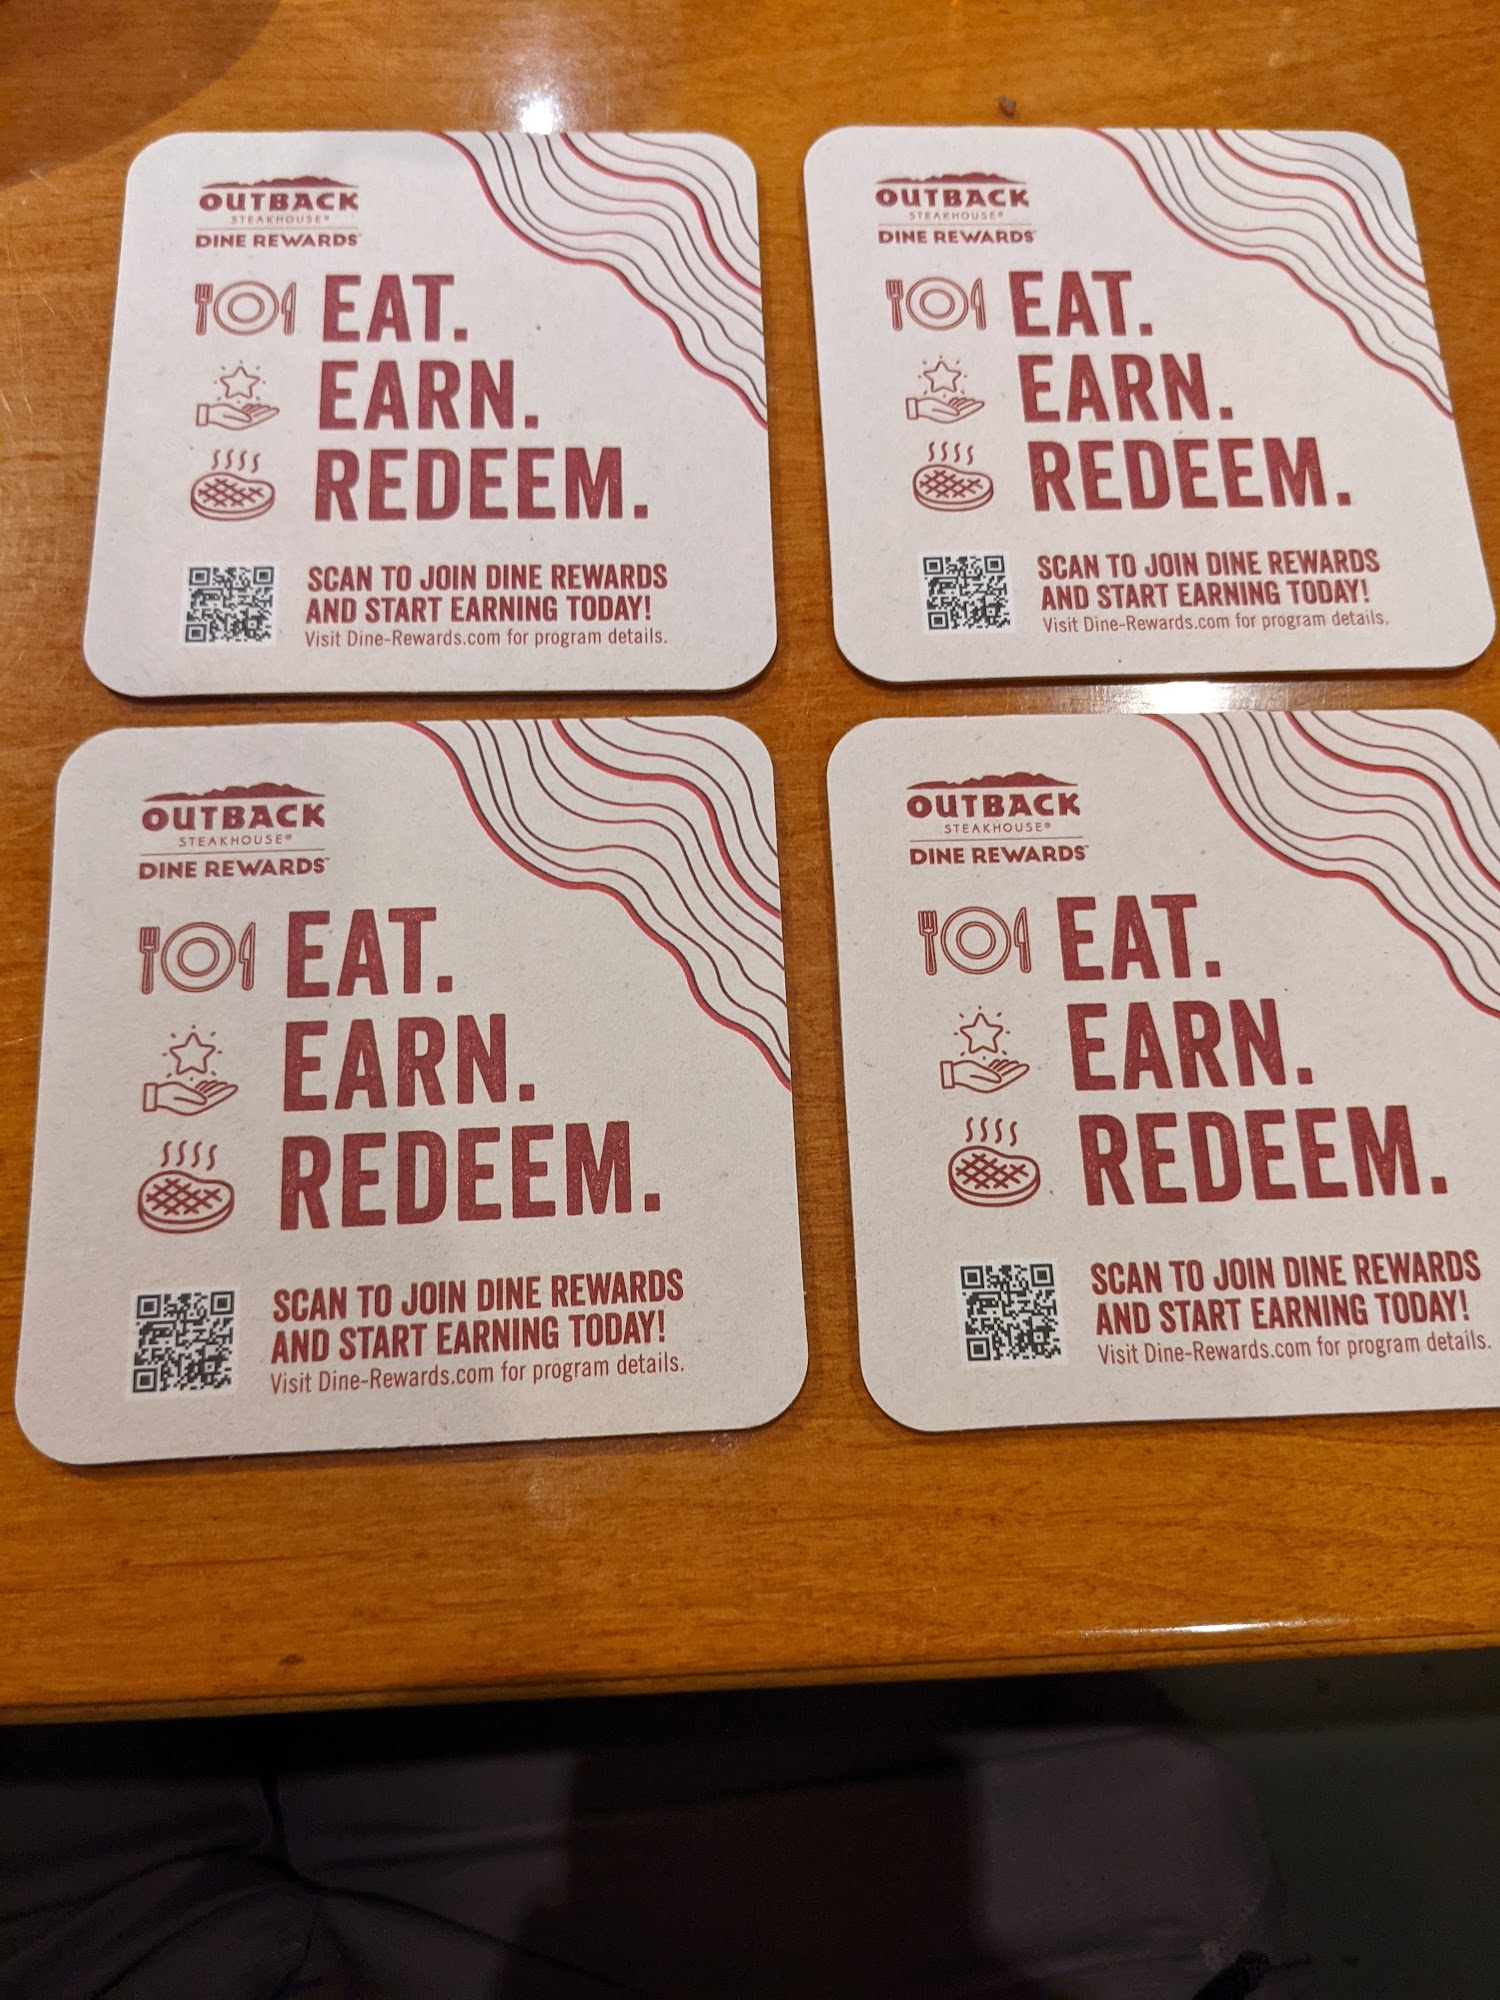 OUTBACK
STEAKHOUSE®
DINE REWARDS™
EAT.
EARN.
REDEEM.
SCAN TO JOIN DINE REWARDS
AND START EARNING TODAY!
Visit Dine-Rewards.com for program details.
OUTBACK
STEAKHOUSE®
DINE REWARDS™
EAT.
EARN.
REDEEM.
SCAN TO JOIN DINE REWARDS
AND START EARNING TODAY!
Visit Dine-Rewards.com for program details.
OUTBACK
STEAKHOUSE®
DINE REWARDS™
EAT.
EARN.
REDEEM.
SCAN TO JOIN DINE REWARDS
AND START EARNING TODAY!
Visit Dine-Rewards.com for program details.
OUTBACK
STEAKHOUSE®
DINE REWARDS™
EAT.
EARN.
REDEEM.
SCAN TO JOIN DINE REWARDS
AND START EARNING TODAY!
Visit Dine-Rewards.com for program details.